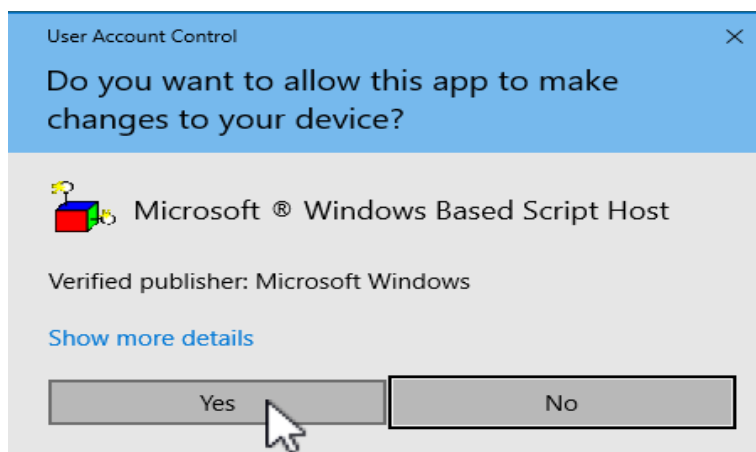 User Account Control
Do you want to allow this app to make
changes to your device?
Microsoft ® Windows Based Script Host
Verified publisher: Microsoft Windows
Show more details
Yes
No